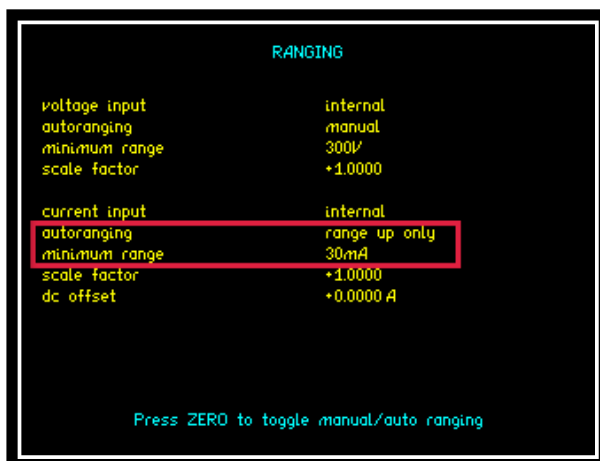 RANGING
voltage input internal
autoranging manual
minimum range 300V
scale factor +1.0000
current input internal
autoranging range up only
minimum range 30mA
scale factor +1.0000
dc offset +0.0000 A
Press ZERO to toggle manual/auto ranging